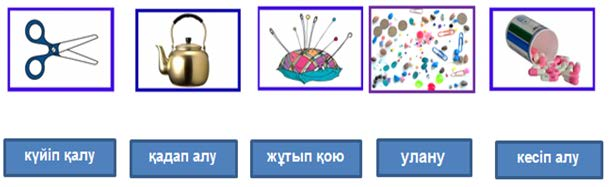 күйіп қалу
қадап алу
жұтып қою
улану
кесіп алу